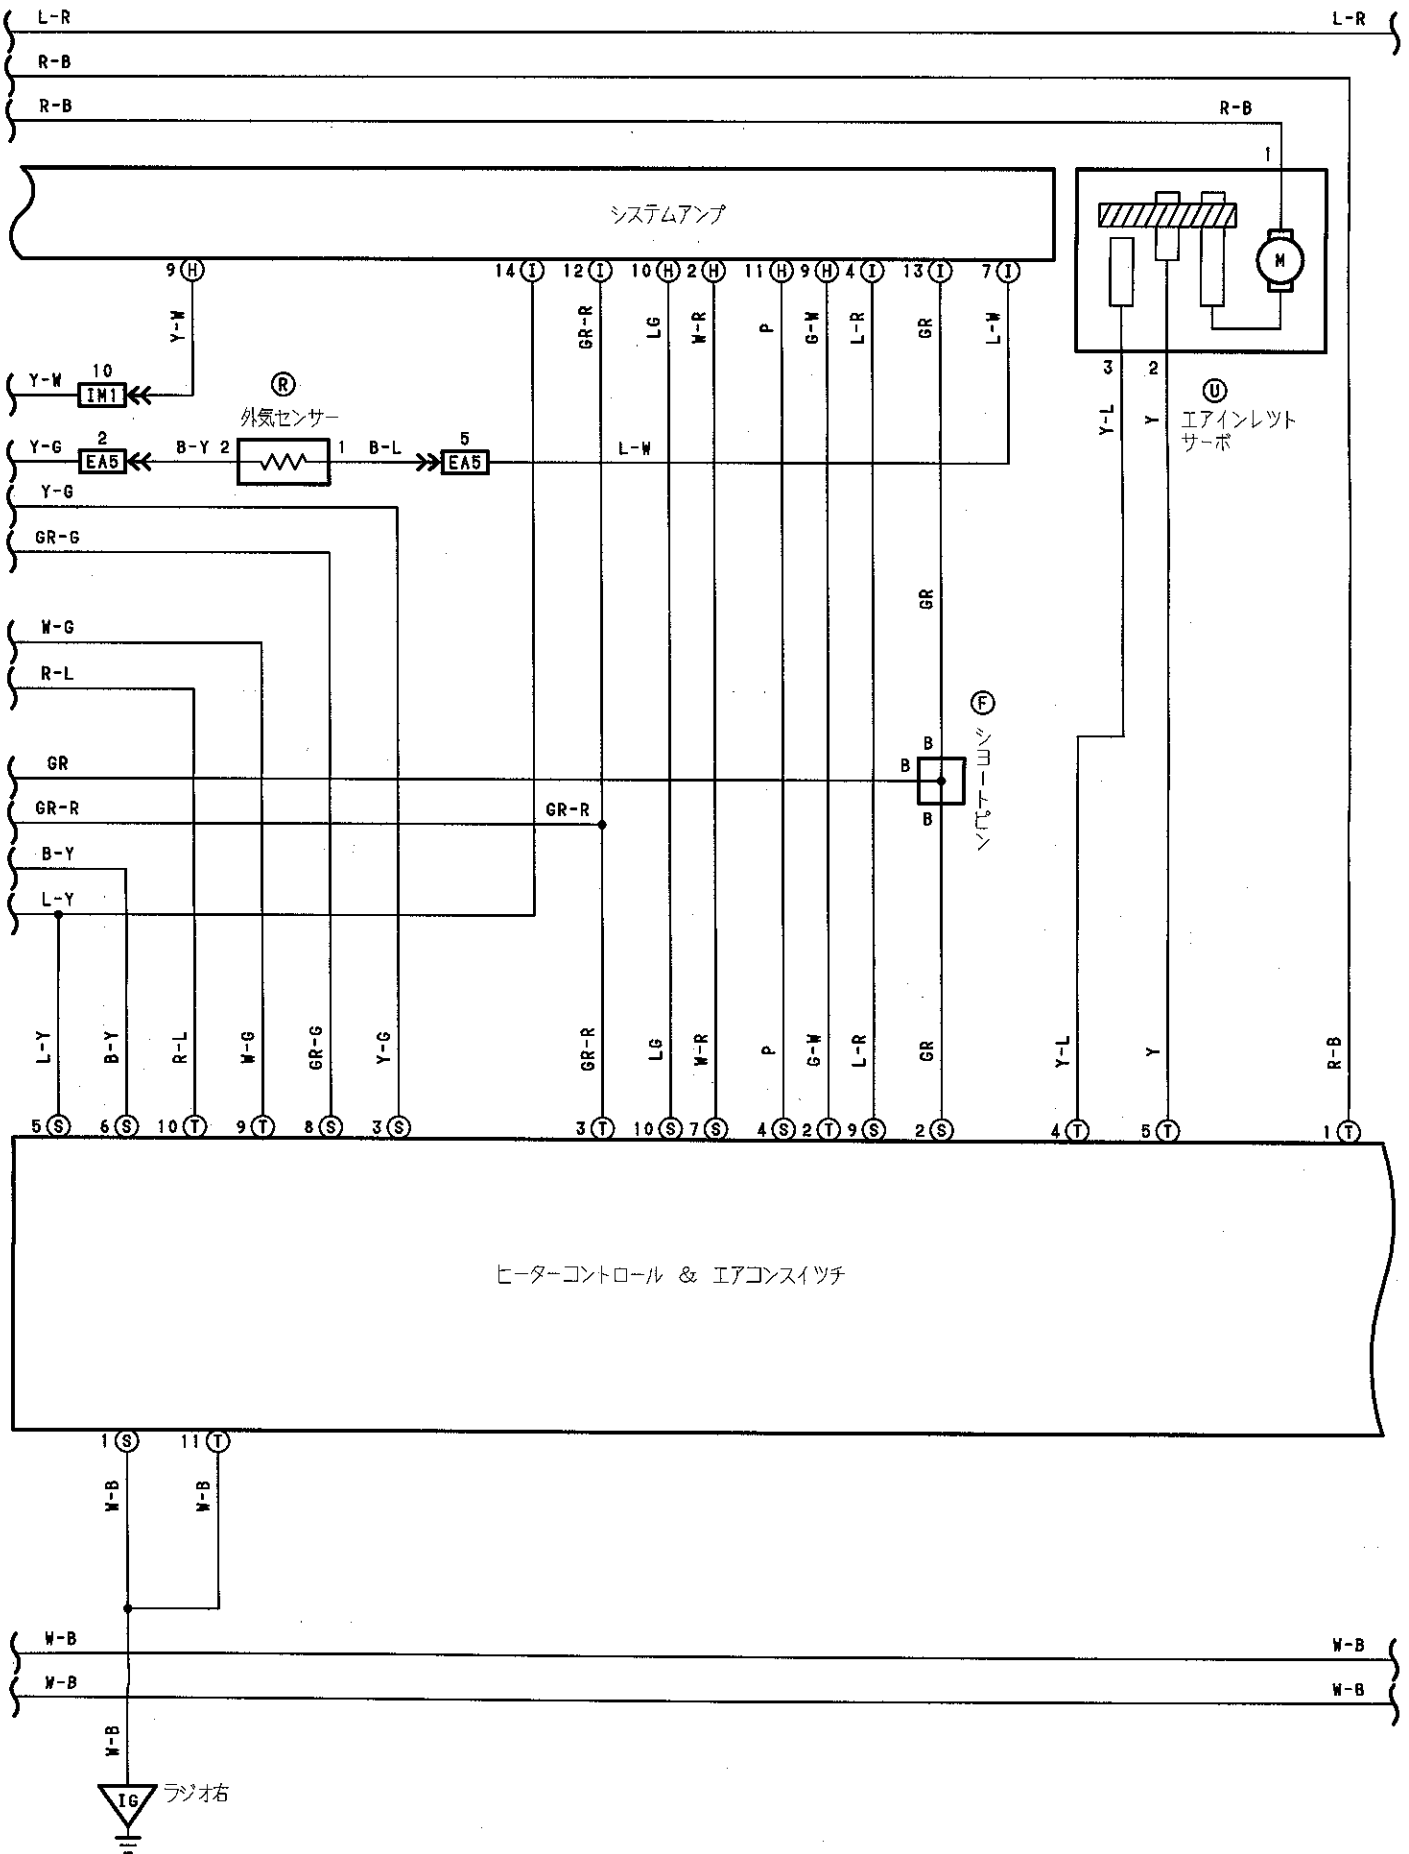 L-R L-R
R-B
R-B R-B
1
システムアンプ
M
9 H 14 I 12 I 10 H 2 H 11 H 9 H 4 I 13 I 7 I
Y-W GR-R LG W-R P G-W L-R GR L-W
3 2
U
エアインレツト
サーボ
Y-L Y
Y-W 10
IM1
R
外気センサー
Y-G 2
EA5
B-Y 2 1 B-L 5
EA5
L-W
Y-G
GR-G
GR
W-G
R-L
F
シヨートピン
B
GR B
GR-R GR-R B
B-Y
L-Y
L-Y B-Y R-L W-G GR-G Y-G GR-R LG W-R P G-W L-R GR Y-L Y R-B
5 S 6 S 10 T 9 T 8 S 3 S 3 T 10 S 7 S 4 S 2 T 9 S 2 S 4 T 5 T 1 T
ヒーターコントロール & エアコンスイツチ
1 S 11 T
W-B W-B
W-B W-B
W-B W-B
W-B
IG ラジオ右